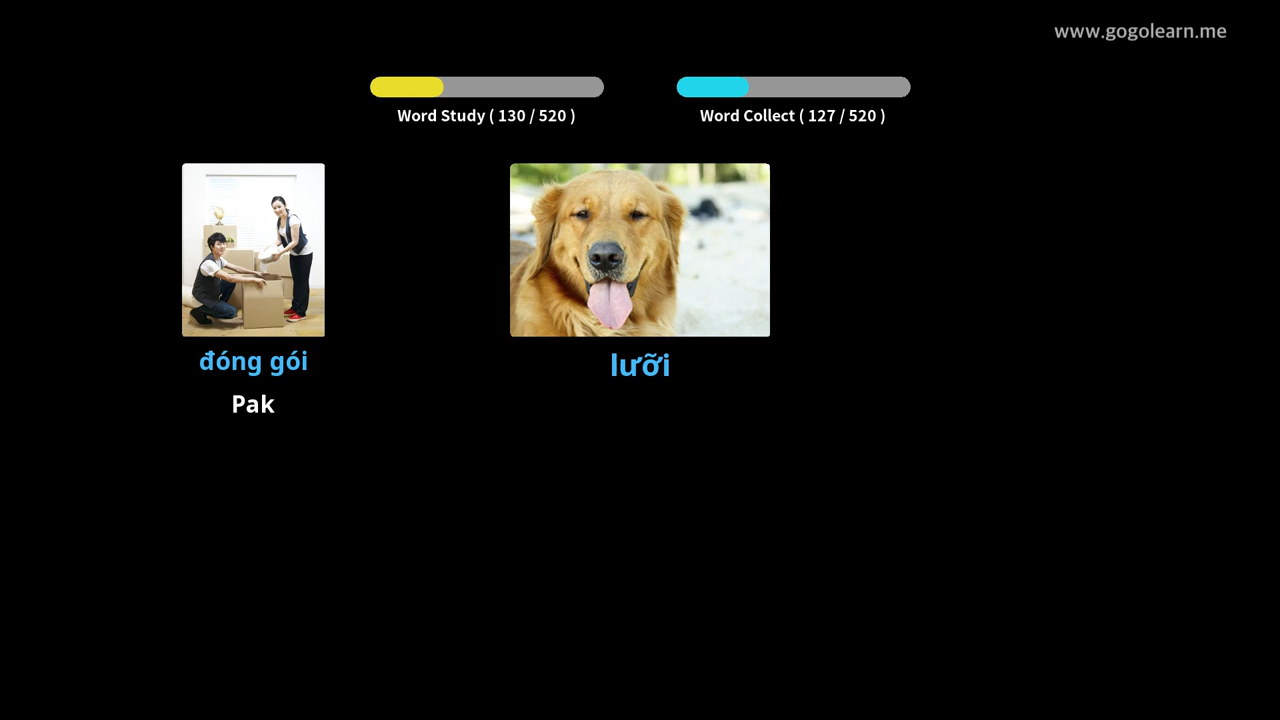 www.gogolearn.me
Word Study ( 130 / 520 )
Word Collect ( 127 / 520 )
đóng gói
Pak
lưỡi